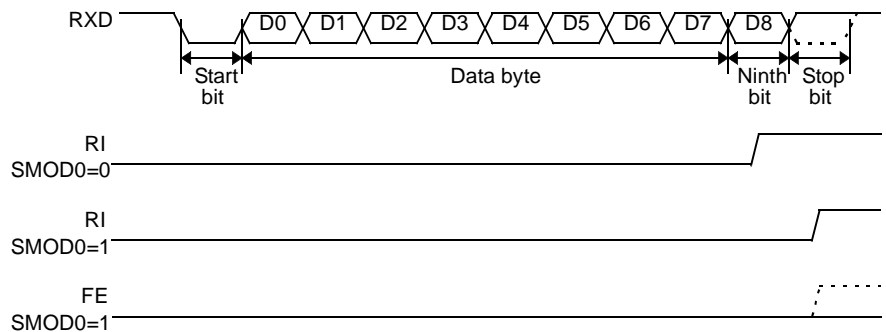 RXD D0 D1 D2 D3 D4 D5 D6 D7 D8
Start bit
Data byte
Ninth bit
Stop bit
RI
SMOD0=0
RI
SMOD0=1
FE
SMOD0=1